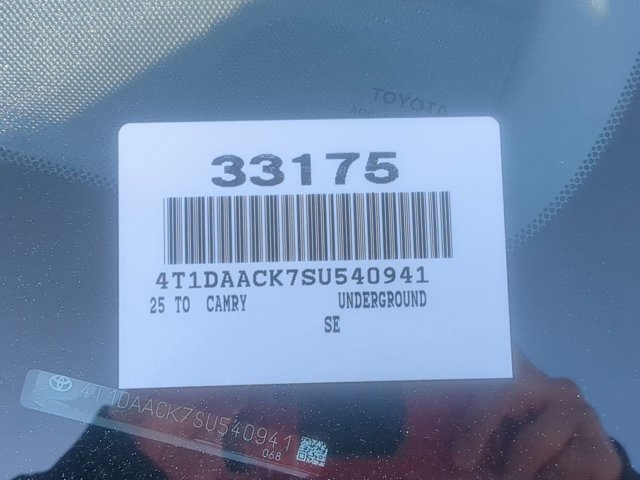 TOYOTA
33175
4T1DAACK7SU540941
25 TO CAMRY UNDERGROUND
SE
4T1DAACK7SU540941
068